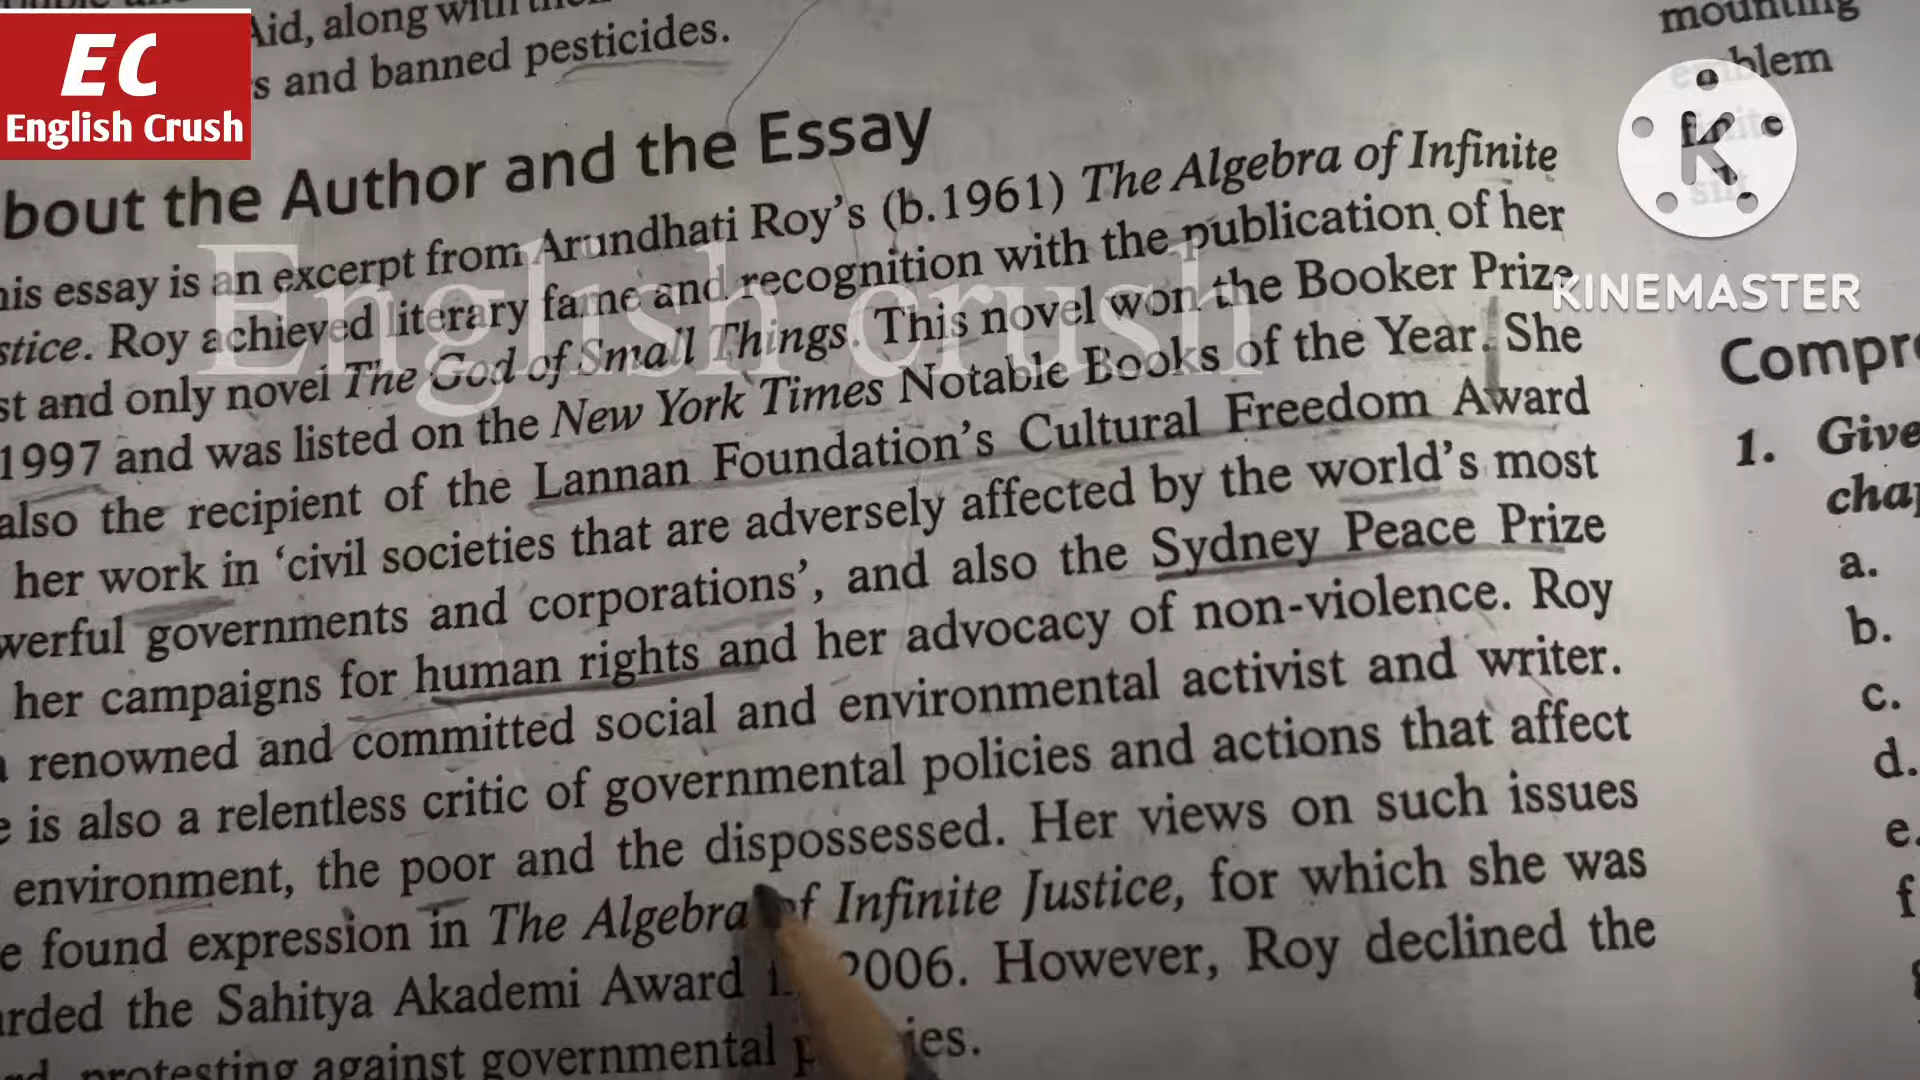 Aid, along with
s and banned pesticides.
EC
English Crush
bout the Author and the Essay
his essay is an excerpt from Arundhati Roy's (b.1961) The Algebra of Infinite
stice. Roy achieved literary fame and recognition with the publication of her
st and only novel The God of Small Things. This novel won the Booker Prize
1997 and was listed on the New York Times Notable Books of the Year. She
also the recipient of the Lannan Foundation's Cultural Freedom Award
her work in 'civil societies that are adversely affected by the world's most
werful governments and corporations', and also the Sydney Peace Prize
her campaigns for human rights and her advocacy of non-violence. Roy
a renowned and committed social and environmental activist and writer.
e is also a relentless critic of governmental policies and actions that affect
environment, the poor and the dispossessed. Her views on such issues
e found expression in The Algebra of Infinite Justice, for which she was
arded the Sahitya Akademi Award 2006. However, Roy declined the
protesting against governmental ies.
English crush
mounting
emblem
K
KINEMASTER
Compre
1. Give
chap
a.
b.
c.
d.
e.
f